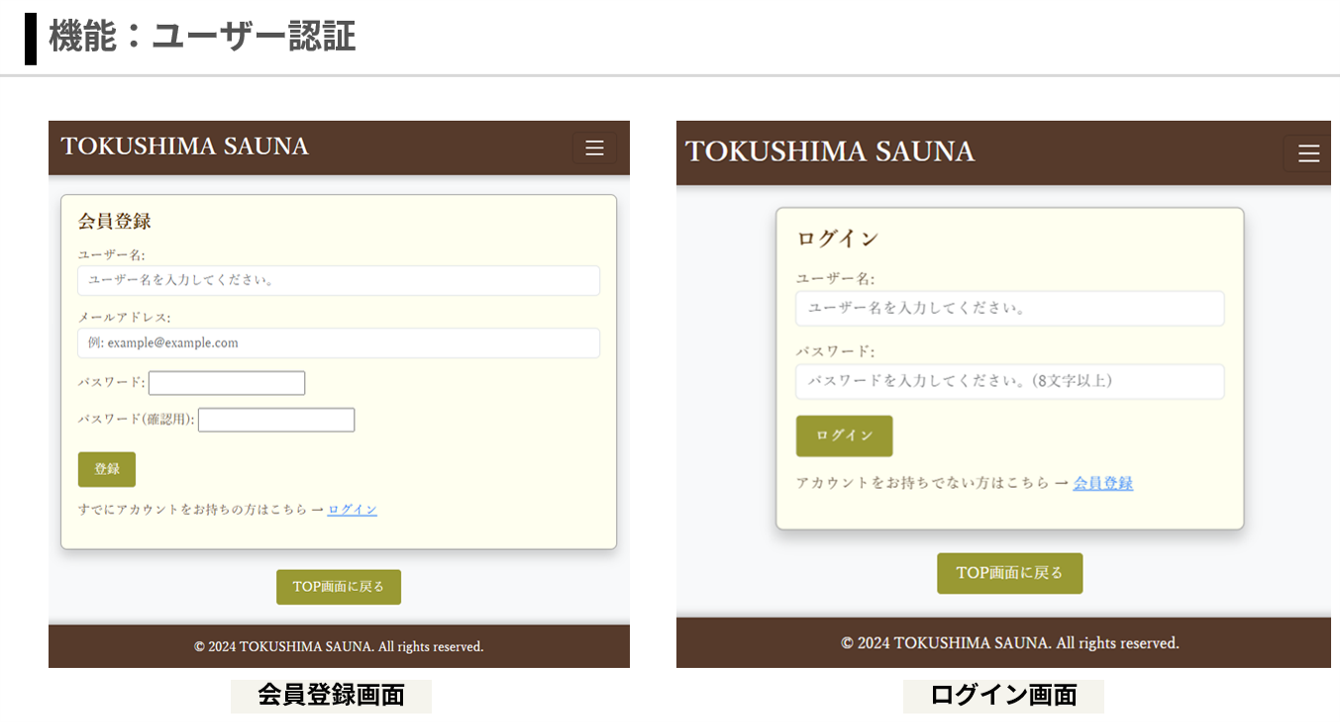 機能：ユーザー認証
TOKUSHIMA SAUNA
会員登録
ユーザー名:
ユーザー名を入力してください。
メールアドレス:
例: example@example.com
パスワード:
パスワード(確認用):
登録
すでにアカウントをお持ちの方はこちら → ログイン
TOP画面に戻る
© 2024 TOKUSHIMA SAUNA. All rights reserved.
会員登録画面
TOKUSHIMA SAUNA
ログイン
ユーザー名:
ユーザー名を入力してください。
パスワード:
パスワードを入力してください。(8文字以上)
ログイン
アカウントをお持ちでない方はこちら → 会員登録
TOP画面に戻る
© 2024 TOKUSHIMA SAUNA. All rights reserved.
ログイン画面